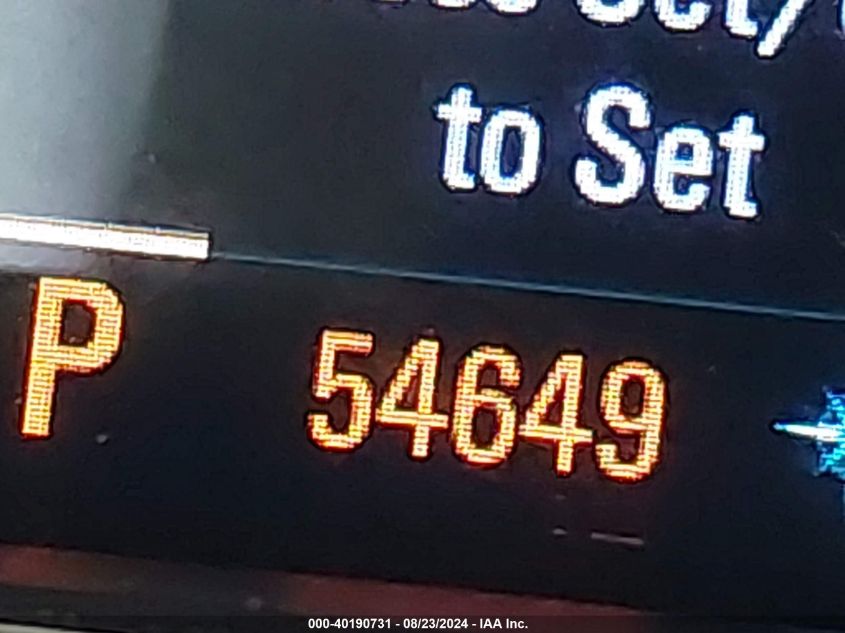 to Set
P 54649
000-40190731 - 08/23/2024 - IAA Inc.